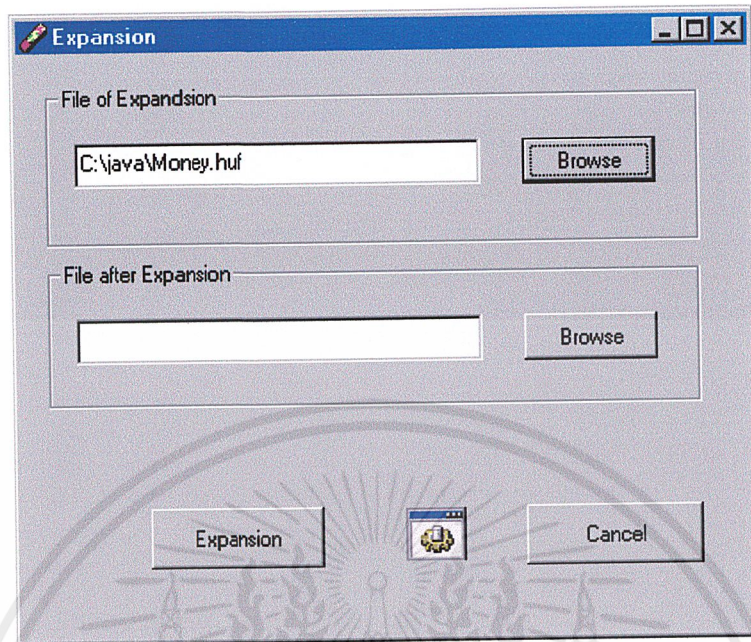 Expansion
File of Expandsion
C:\java\Money.huf
Browse
File after Expansion
Browse
Expansion
Cancel